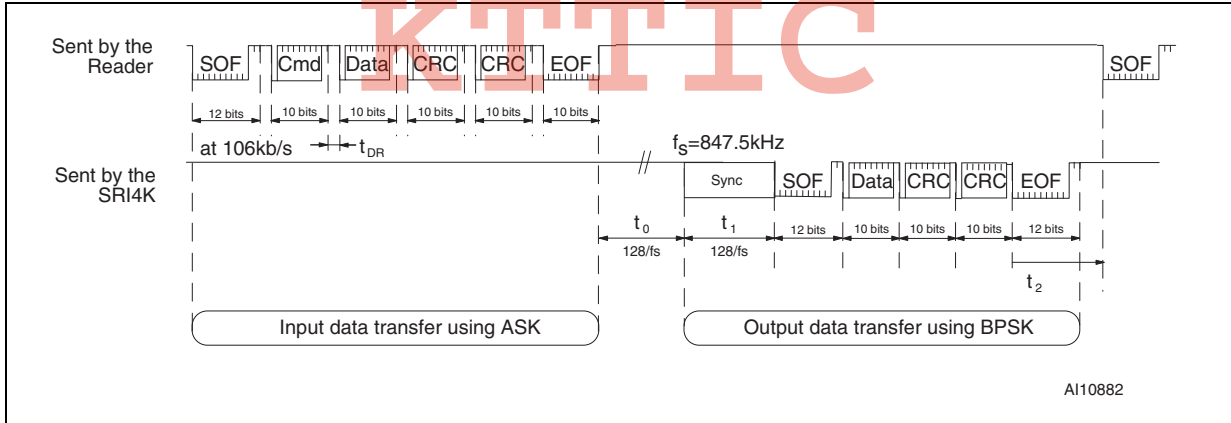 KTTIC
Sent by the
Reader
SOF Cmd Data CRC CRC EOF SOF
12 bits 10 bits 10 bits 10 bits 10 bits 10 bits
at 106kb/s tDR fS=847.5kHz
Sent by the
SRI4K
// Sync SOF Data CRC CRC EOF
t0 t1 12 bits 10 bits 10 bits 10 bits 12 bits
128/fs 128/fs
t2
Input data transfer using ASK Output data transfer using BPSK
AI10882